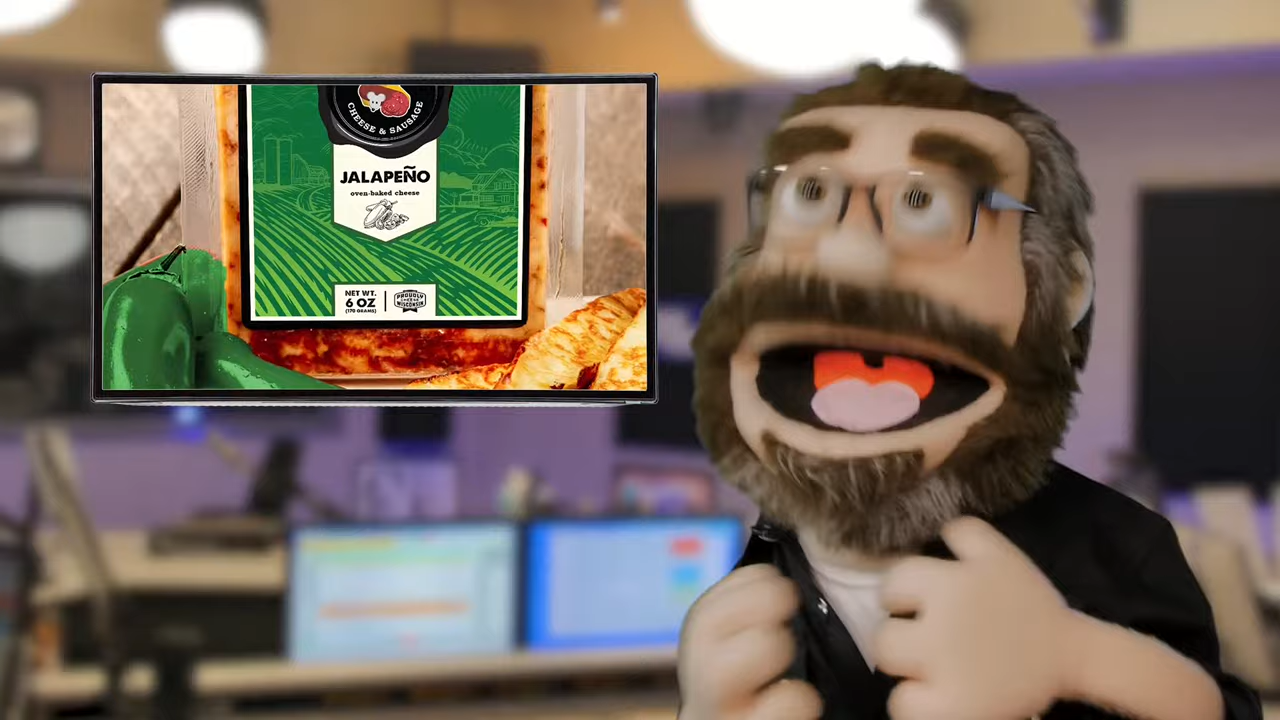 CHEESE & SAUSAGE
JALAPEÑO
oven-baked cheese
NET WT.
6 OZ
(170 GRAMS)
PROUDLY
WISCONSIN